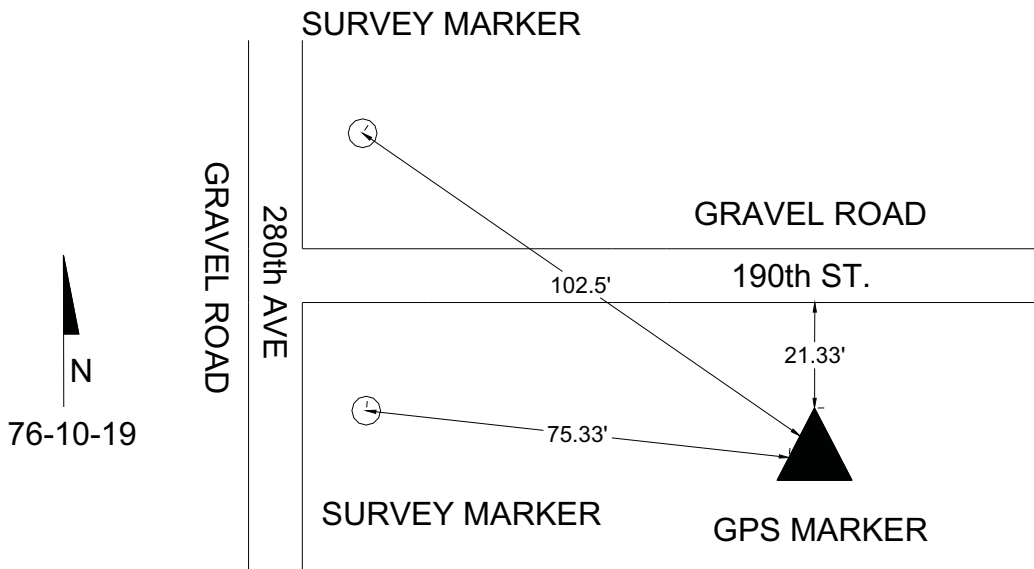 SURVEY MARKER
GRAVEL ROAD
280th AVE
GRAVEL ROAD
190th ST.
102.5'
21.33'
N
76-10-19
75.33'
SURVEY MARKER
GPS MARKER